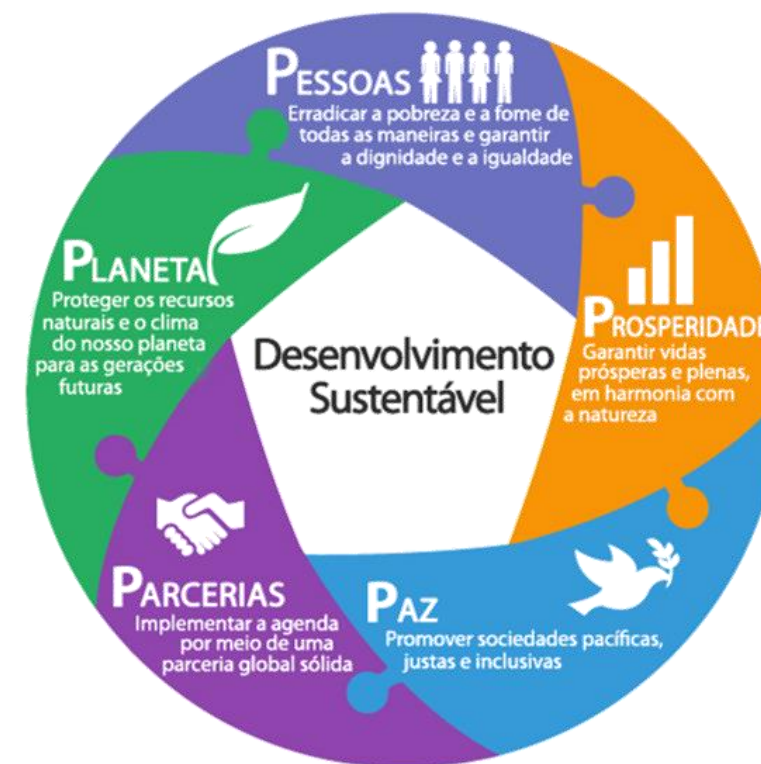 PESSOAS
Erradicar a pobreza e a fome de
todas as maneiras e garantir
a dignidade e a igualdade
PLANETA
Proteger os recursos
naturais e o clima
do nosso planeta
para as gerações
futuras
Desenvolvimento
Sustentável
PROSPERIDADE
Garantir vidas
prósperas e plenas,
em harmonia com
a natureza
PARCERIAS
Implementar a agenda
por meio de uma
parceria global sólida
PAZ
Promover sociedades pacíficas,
justas e inclusivas